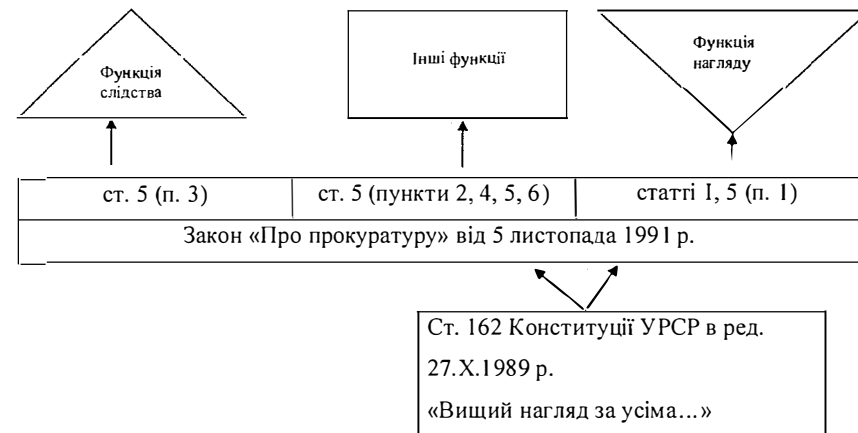 Функція
слідства
Інші функції
Функція
нагляду
ст. 5 (п. 3)
ст. 5 (пункти 2, 4, 5, 6)
статті I, 5 (п. 1)
Закон «Про прокуратуру» від 5 листопада 1991 р.
Ст. 162 Конституції УРСР в ред.
27.X.1989 р.
«Вищий нагляд за усіма...»